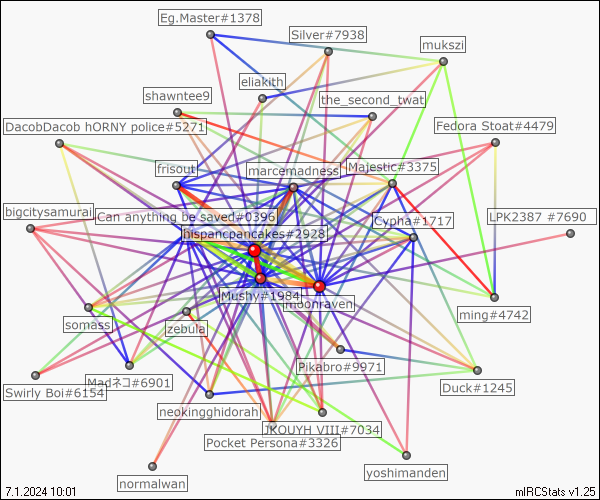 Eg.Master#1378
Silver#7938
mukszi
eliakith
shawntee9
the_second_twat
DacobDacob hORNY police#5271
Fedora Stoat#4479
frisout
marcemadness
Majestic#3375
bigcitysamurai
Can anything be saved#0396
Cypha#1717
LPK2387 #7690
hispancpancakes#2928
Mushy#1984
moonraven
ming#4742
somass
zebula
Pikabro#9971
Swirly Boi#6154
Madネコ#6901
Duck#1245
neokingghidorah
JKOUYH VIII#7034
Pocket Persona#3326
yoshimanden
normalwan
7.1.2024 10:01
mIRCStats v1.25